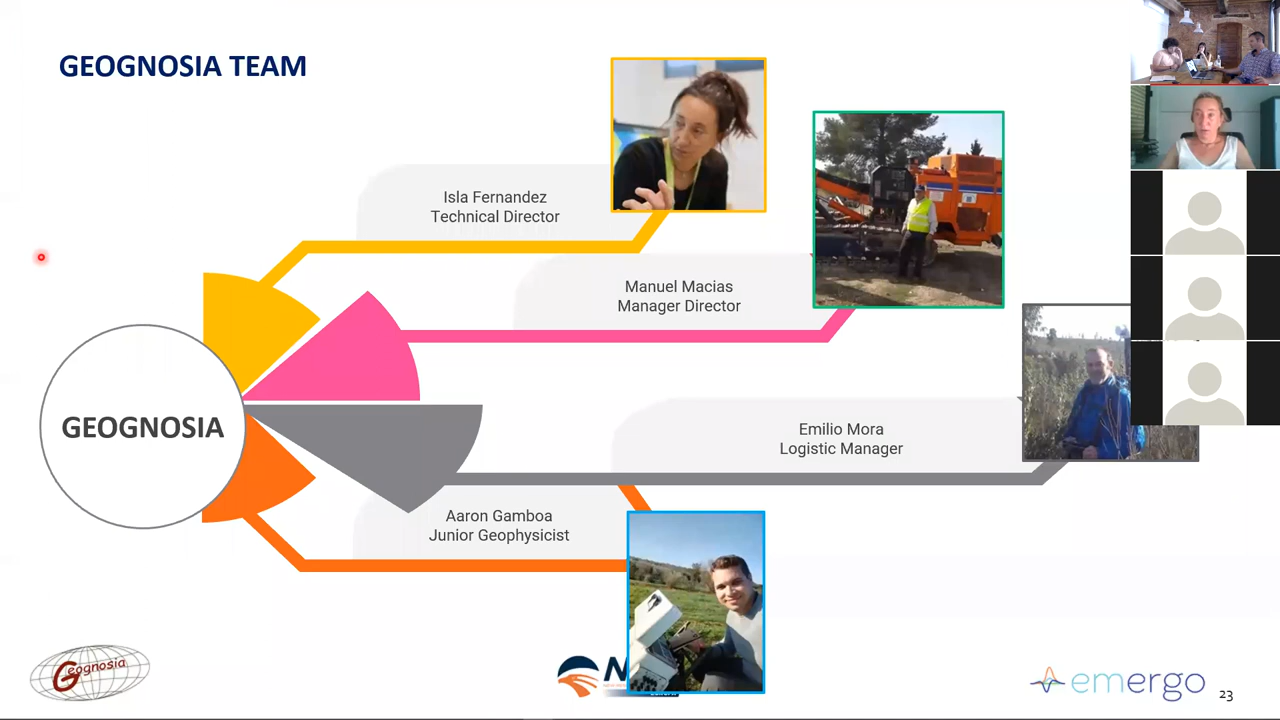 GEOGNOSIA TEAM
Isla Fernandez
Technical Director
Manuel Macias
Manager Director
GEOGNOSIA
Emilio Mora
Logistic Manager
Aaron Gamboa
Junior Geophysicist
Geognosia
emergo
23